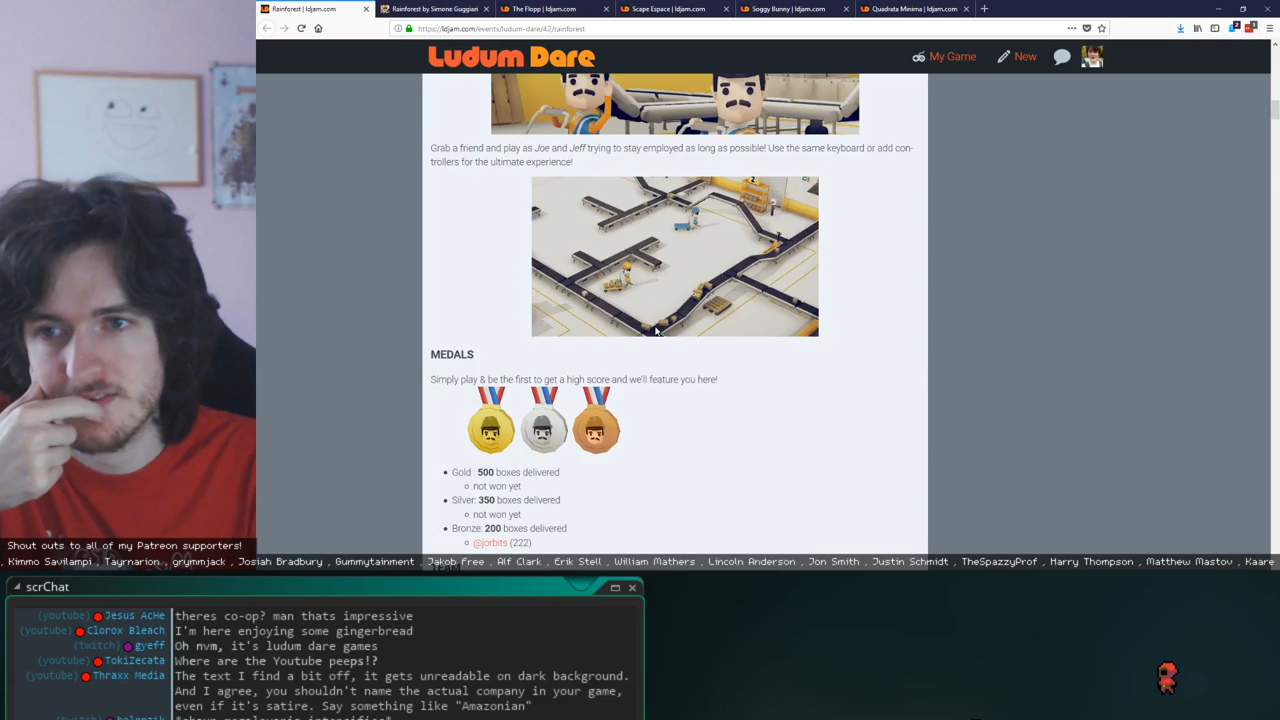 Rainforest | ldjam.com
Rainforest by Simone Guggiari
The Flopp | ldjam.com
Scape Espace | ldjam.com
Soggy Bunny | ldjam.com
Quadrata Minima | ldjam.com
https://ldjam.com/events/ludum-dare/42/rainforest
Ludum Dare
My Game
New
Grab a friend and play as Joe and Jeff trying to stay employed as long as possible! Use the same keyboard or add con-
trollers for the ultimate experience!
MEDALS
Simply play & be the first to get a high score and we'll feature you here!
Gold : 500 boxes delivered
not won yet
Silver: 350 boxes delivered
not won yet
Bronze: 200 boxes delivered
@jorbits (222)
Shout outs to all of my Patreon supporters!
, Kimmo Savilampi , Tayrnarion , grymmjack , Josiah Bradbury , Gummytainment , Jakob Free , Alf Clark , Erik Stell , William Mathers , Lincoln Anderson , Jon Smith , Justin Schmidt , TheSpazzyProf , Harry Thompson , Matthew Mastov , Kaare
scrChat
(youtube) Jesus AcHe theres co-op? man thats impressive
(youtube) Clorox Bleach I'm here enjoying some gingerbread
(twitch) gyeff Oh nvm, it's ludum dare games
(youtube) TokiZecata Where are the Youtube peeps!?
(youtube) Thraxx Media The text I find a bit off, it gets unreadable on dark background.
And I agree, you shouldn't name the actual company in your game,
even if it's satire. Say something like "Amazonian"